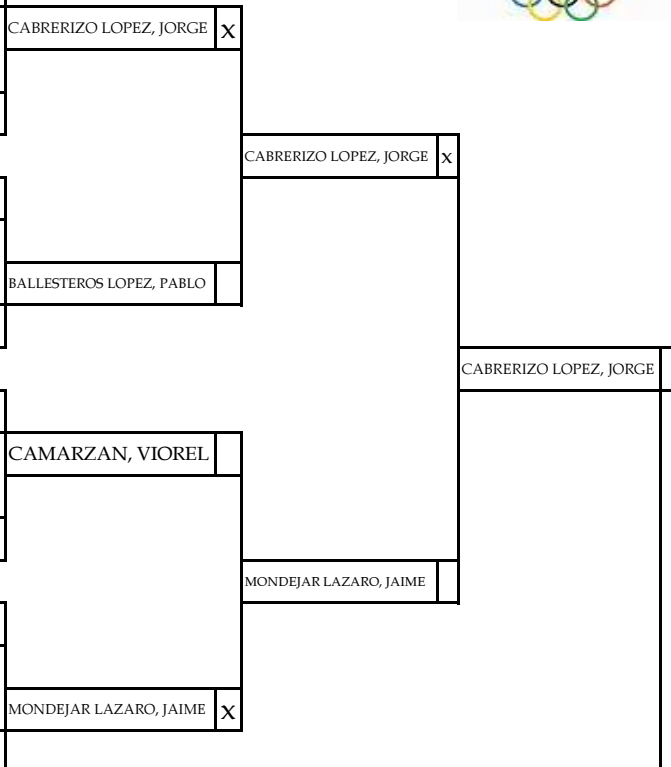 CABRERIZO LOPEZ, JORGE x
CABRERIZO LOPEZ, JORGE x
BALLESTEROS LOPEZ, PABLO
CABRERIZO LOPEZ, JORGE
CAMARZAN, VIOREL
MONDEJAR LAZARO, JAIME
MONDEJAR LAZARO, JAIME x